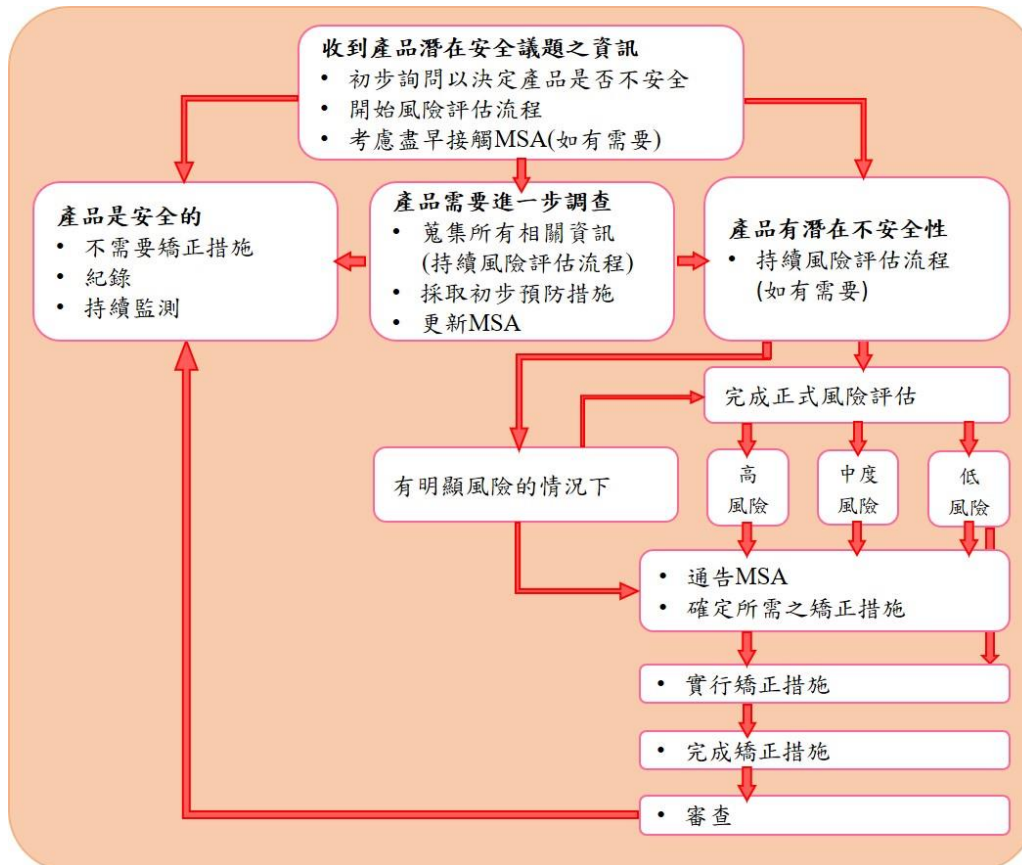 收到產品潛在安全議題之資訊
• 初步詢問以決定產品是否不安全
• 開始風險評估流程
• 考慮盡早接觸MSA(如有需要)
產品是安全的
• 不需要矯正措施
• 紀錄
• 持續監測
產品需要進一步調查
• 蒐集所有相關資訊
(持續風險評估流程)
• 採取初步預防措施
• 更新MSA
產品有潛在不安全性
• 持續風險評估流程
(如有需要)
完成正式風險評估
有明顯風險的情況下
高
風險
中度
風險
低
風險
• 通告MSA
• 確定所需之矯正措施
• 實行矯正措施
• 完成矯正措施
• 審查